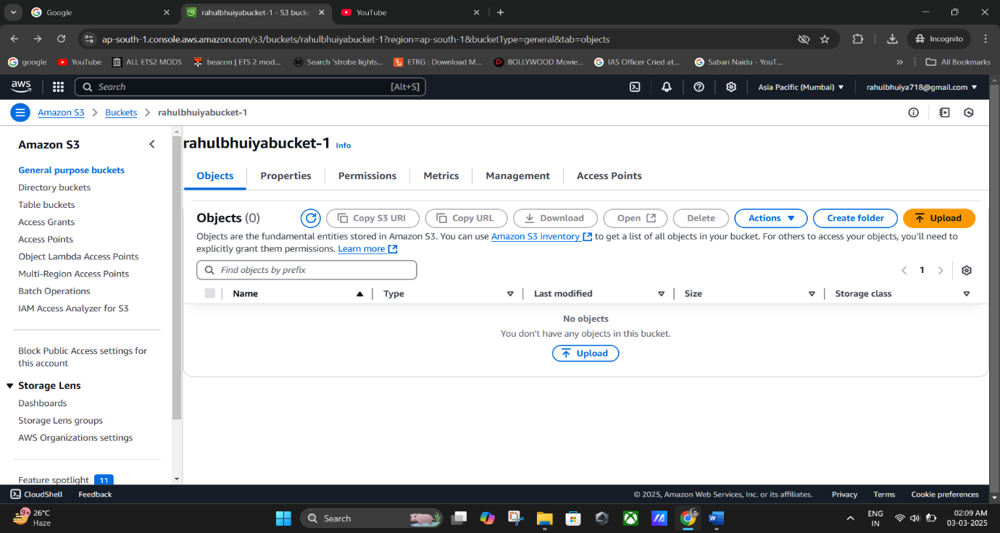 Google
rahulbhuiyabucket-1 - S3 bucke
YouTube
ap-south-1.console.aws.amazon.com/s3/buckets/rahulbhuiyabucket-1?region=ap-south-1&bucketType=general&tab=objects
Incognito
google YouTube ALL ETS2 MODS beacon | ETS 2 mod... Search 'strobe lights... ETRG : Download M... BOLLYWOOD Movie... IAS Officer Cried at... Sabari Naidu - YouT... » All Bookmarks
aws Search [Alt+S] Asia Pacific (Mumbai) rahulbhuiya718@gmail.com
Amazon S3 Buckets rahulbhuiyabucket-1
Amazon S3
General purpose buckets
Directory buckets
Table buckets
Access Grants
Access Points
Object Lambda Access Points
Multi-Region Access Points
Batch Operations
IAM Access Analyzer for S3
Block Public Access settings for
this account
Storage Lens
Dashboards
Storage Lens groups
AWS Organizations settings
Feature spotlight 11
rahulbhuiyabucket-1 Info
Objects Properties Permissions Metrics Management Access Points
Objects (0) Copy S3 URI Copy URL Download Open Delete Actions Create folder Upload
Objects are the fundamental entities stored in Amazon S3. You can use Amazon S3 inventory to get a list of all objects in your bucket. For others to access your objects, you'll need to
explicitly grant them permissions. Learn more
Find objects by prefix 1
Name Type Last modified Size Storage class
No objects
You don't have any objects in this bucket.
Upload
CloudShell Feedback © 2025, Amazon Web Services, Inc. or its affiliates. Privacy Terms Cookie preferences
9+ 26°C
Haze
Search
ENG
IN
02:09 AM
03-03-2025